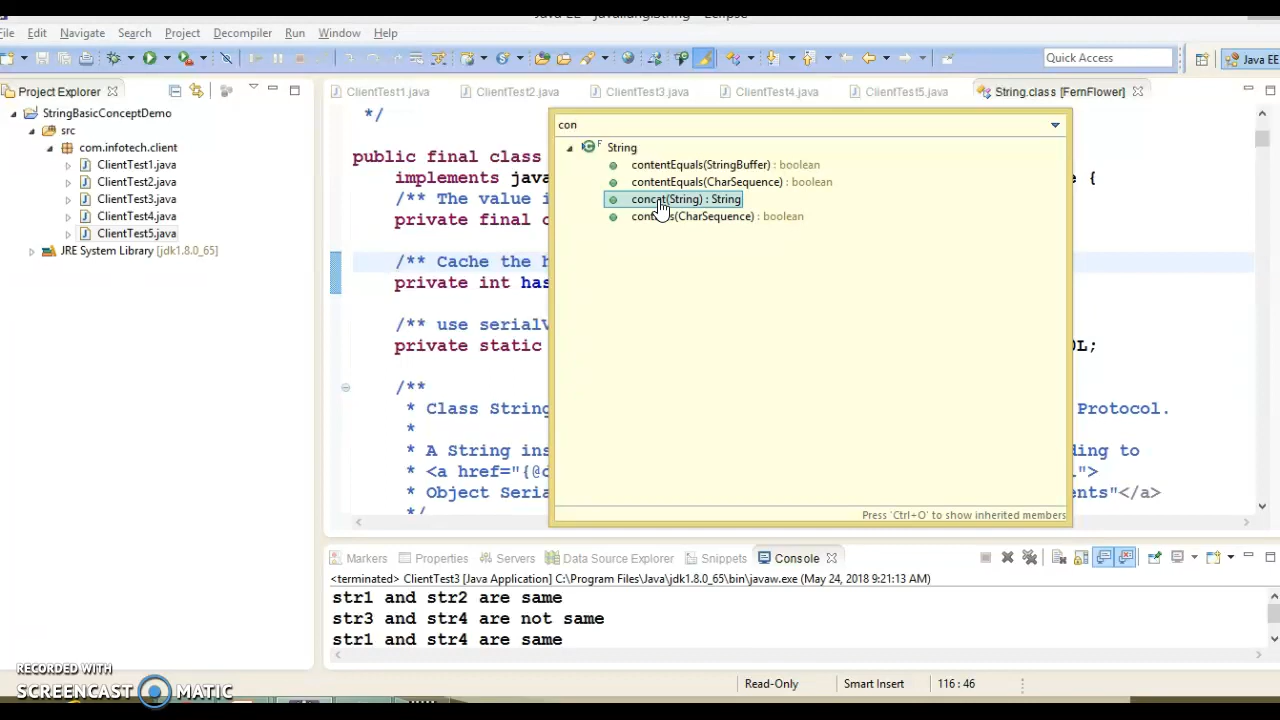 Java EE - java.lang.String - Eclipse
File Edit Navigate Search Project Decompiler Run Window Help
Quick Access
Java EE
Project Explorer
ClientTest1.java
ClientTest2.java
ClientTest3.java
ClientTest4.java
ClientTest5.java
String.class [FernFlower]
StringBasicConceptDemo
src
com.infotech.client
ClientTest1.java
ClientTest2.java
ClientTest3.java
ClientTest4.java
ClientTest5.java
JRE System Library [jdk1.8.0_65]
*/
public final class
implements java
{
/** The value i
private final c
/** Cache the h
private int has
/** use serialV
private static
OL;
/**
* Class String
Protocol.
*
* A String ins
ding to
* <a href="{@d
l">
* Object Seria
ents"</a>
*/
con
String
contentEquals(StringBuffer) : boolean
contentEquals(CharSequence) : boolean
concat(String) : String
contains(CharSequence) : boolean
Press 'Ctrl+O' to show inherited members
Markers
Properties
Servers
Data Source Explorer
Snippets
Console
<terminated> ClientTest3 [Java Application] C:\Program Files\Java\jdk1.8.0_65\bin\javaw.exe (May 24, 2018 9:21:13 AM)
str1 and str2 are same
str3 and str4 are not same
str1 and str4 are same
Read-Only
Smart Insert
116 : 46
RECORDED WITH
SCREENCAST MATIC